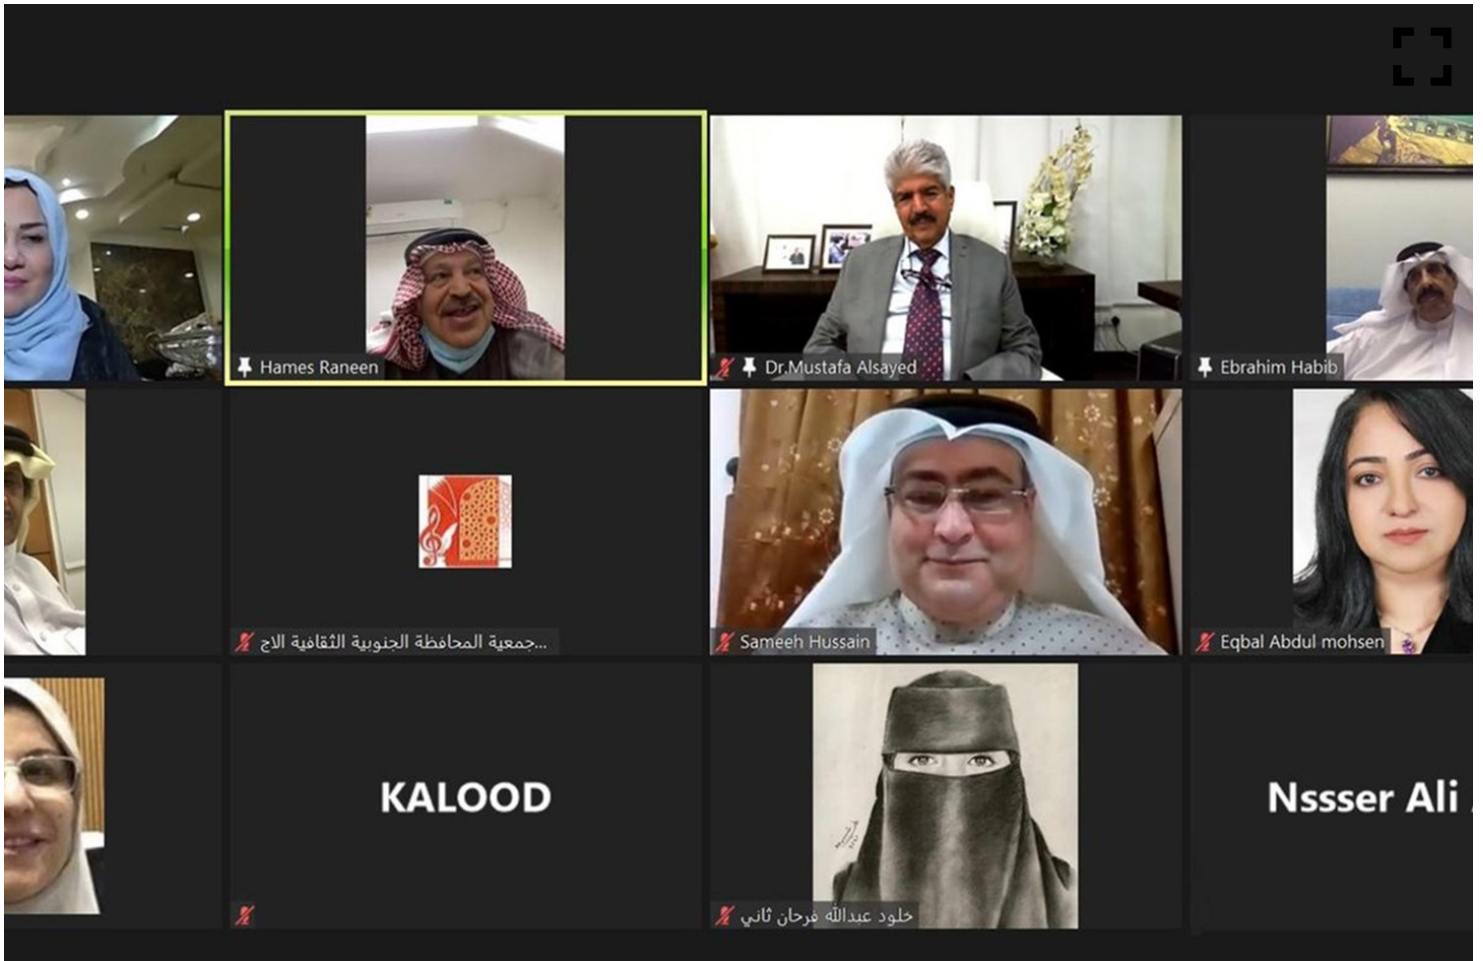 Hames Raneen
Dr.Mustafa Alsayed
Ebrahim Habib
جمعية المحافظة الجنوبية الثقافية الاج...
Sameeh Hussain
Eqbal Abdul mohsen
KALOOD
خلود عبدالله فرحان ثاني
Nssser Ali